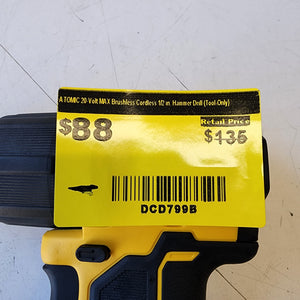 ATOMIC 20-Volt MAX Brushless Cordless 1/2 in. Hammer Drill (Tool-Only)
$88
Retail Price
$135
DCD799B